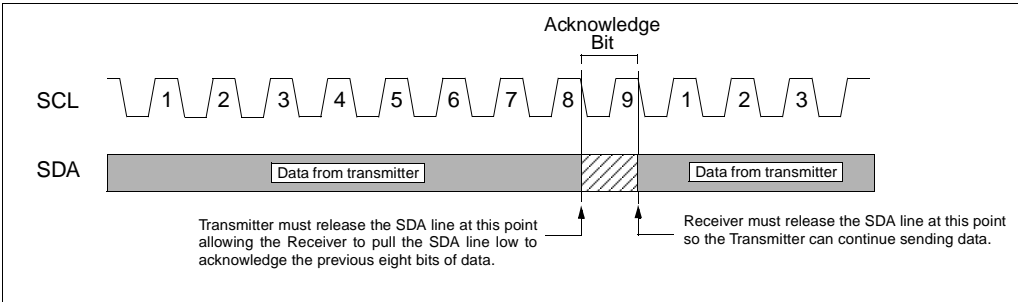 Acknowledge
Bit
SCL
1 2 3 4 5 6 7 8 9 1 2 3
SDA
Data from transmitter
Data from transmitter
Transmitter must release the SDA line at this point
allowing the Receiver to pull the SDA line low to
acknowledge the previous eight bits of data.
Receiver must release the SDA line at this point
so the Transmitter can continue sending data.